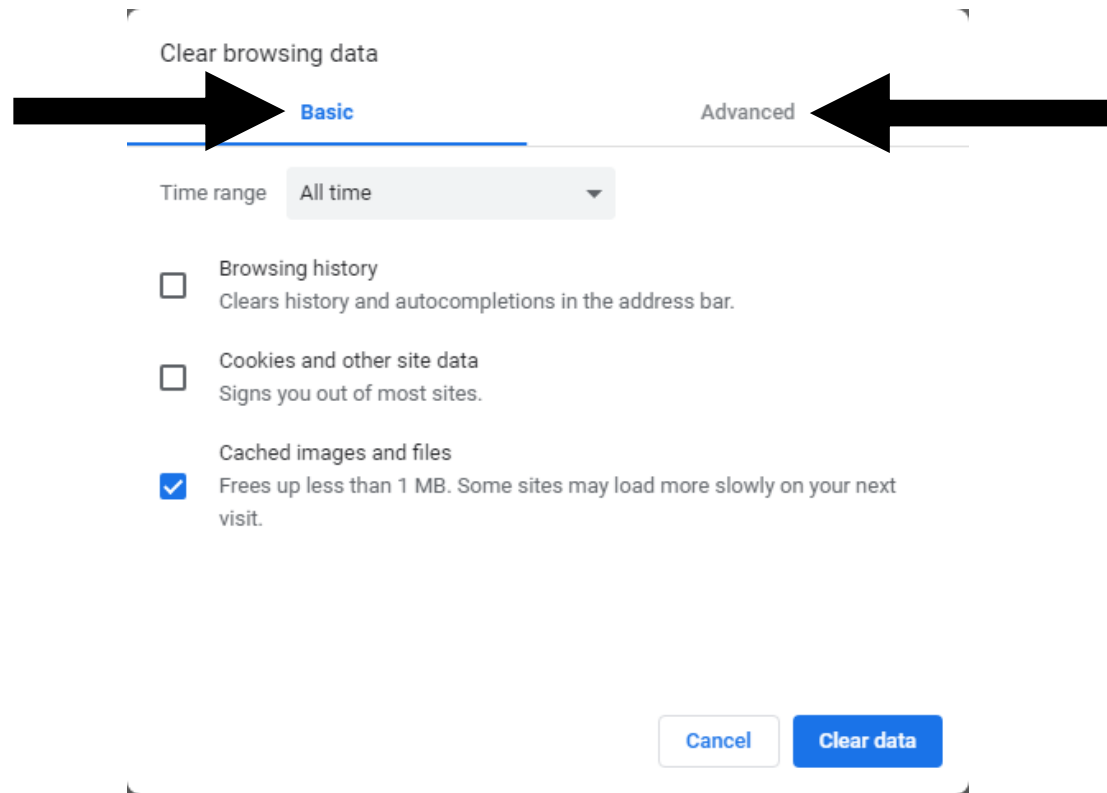 Clear browsing data
Basic
Advanced
Time range
All time
Browsing history
Clears history and autocompletions in the address bar.
Cookies and other site data
Signs you out of most sites.
Cached images and files
Frees up less than 1 MB. Some sites may load more slowly on your next
visit.
Cancel
Clear data